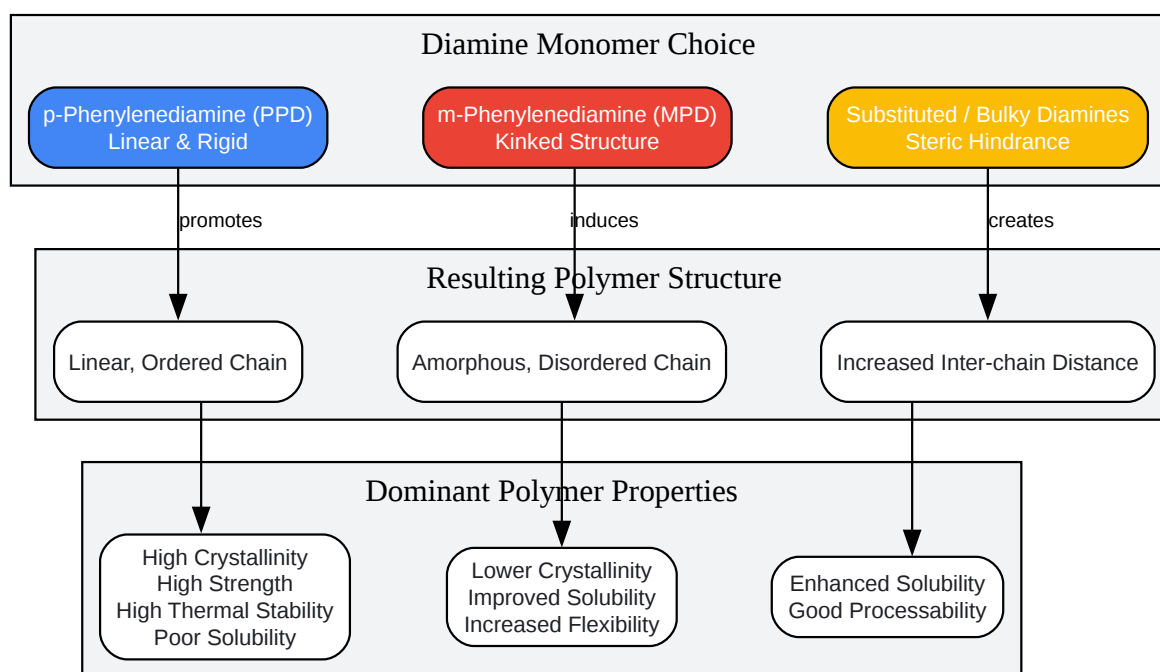 Diamine Monomer Choice
p-Phenylenediamine (PPD)
Linear & Rigid
m-Phenylenediamine (MPD)
Kinked Structure
Substituted / Bulky Diamines
Steric Hindrance
promotes
induces
creates
Resulting Polymer Structure
Linear, Ordered Chain
Amorphous, Disordered Chain
Increased Inter-chain Distance
Dominant Polymer Properties
High Crystallinity
High Strength
High Thermal Stability
Poor Solubility
Lower Crystallinity
Improved Solubility
Increased Flexibility
Enhanced Solubility
Good Processability